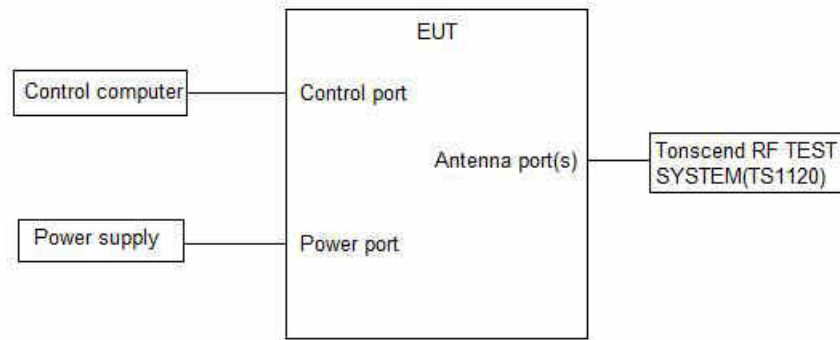 EUT
Control computer
Control port
Antenna port(s)
Tonscend RF TEST
SYSTEM(TS1120)
Power supply
Power port